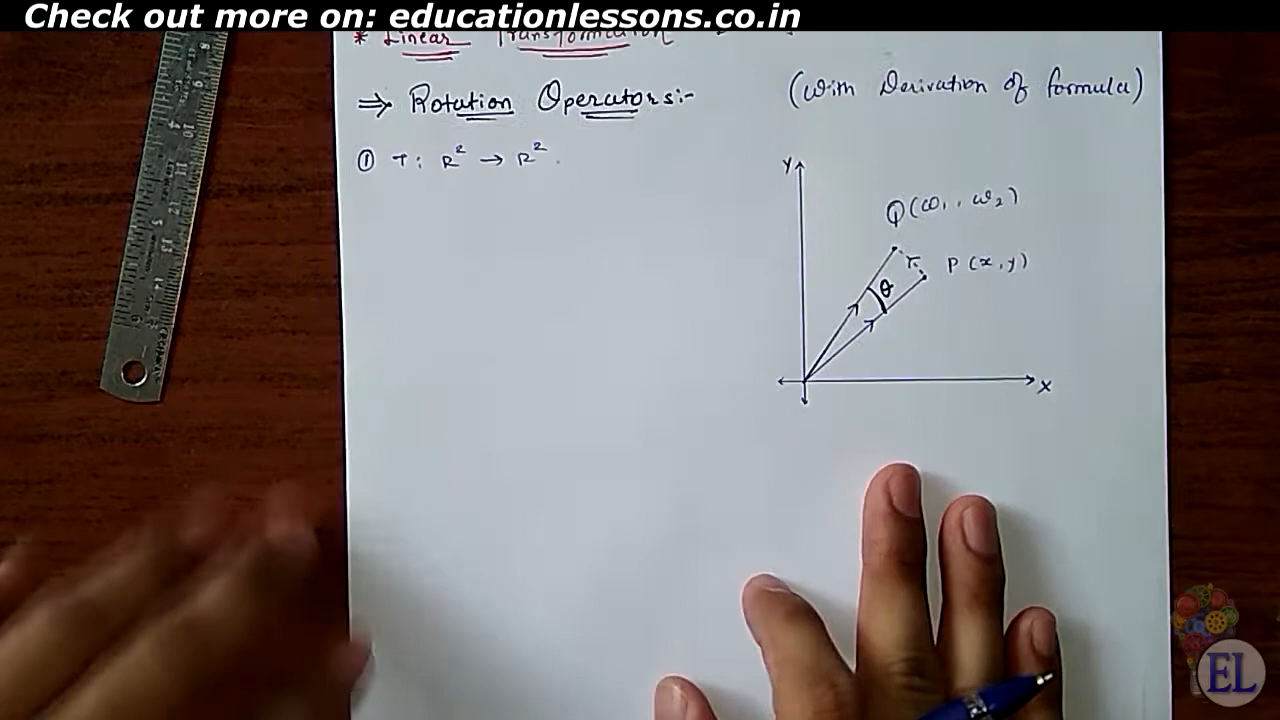 Check out more on: educationlessons.co.in
* Linear Transformation
⇒ Rotation Operators:-
(With Derivation of formula)
① T: R² → R².
Y
Q(ω₁, ω₂)
r
P(x,y)
θ
X
EL